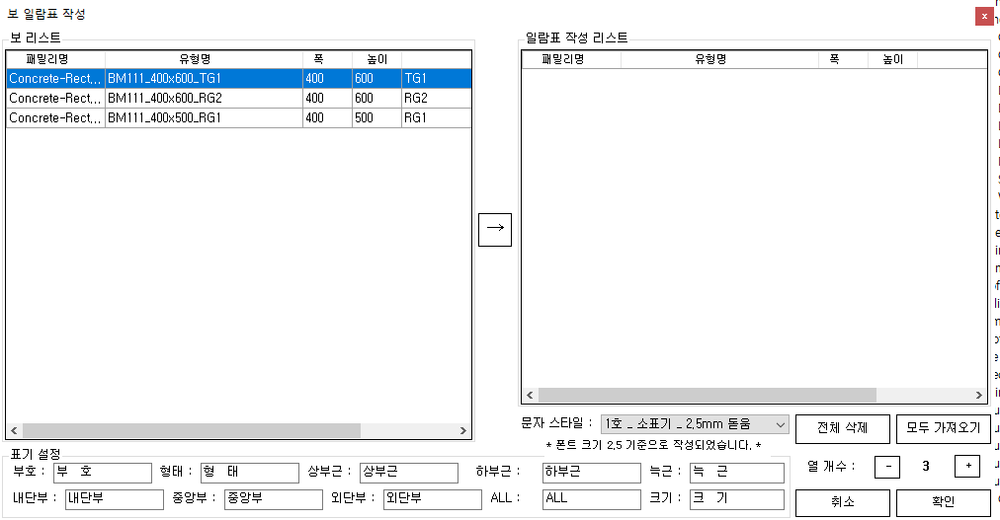 보 일람표 작성
x
보 리스트
패밀리명 유형명 폭 높이
Concrete-Rect,,, BM111_400x600_TG1 400 600 TG1
Concrete-Rect,,, BM111_400x600_RG2 400 600 RG2
Concrete-Rect,,, BM111_400x500_RG1 400 500 RG1
→
일람표 작성 리스트
패밀리명 유형명 폭 높이
문자 스타일 : 1호 _ 소표기 _ 2,5mm 돋움
* 폰트 크기 2,5 기준으로 작성되었습니다, *
전체 삭제 모두 가져오기
열 개수 : - 3 +
취소 확인
표기 설정
부호 : 부 호 형태 : 형 태 상부근 : 상부근 하부근 : 하부근 늑근 : 늑 근
내단부 : 내단부 중앙부 : 중앙부 외단부 : 외단부 ALL : ALL 크기 : 크 기